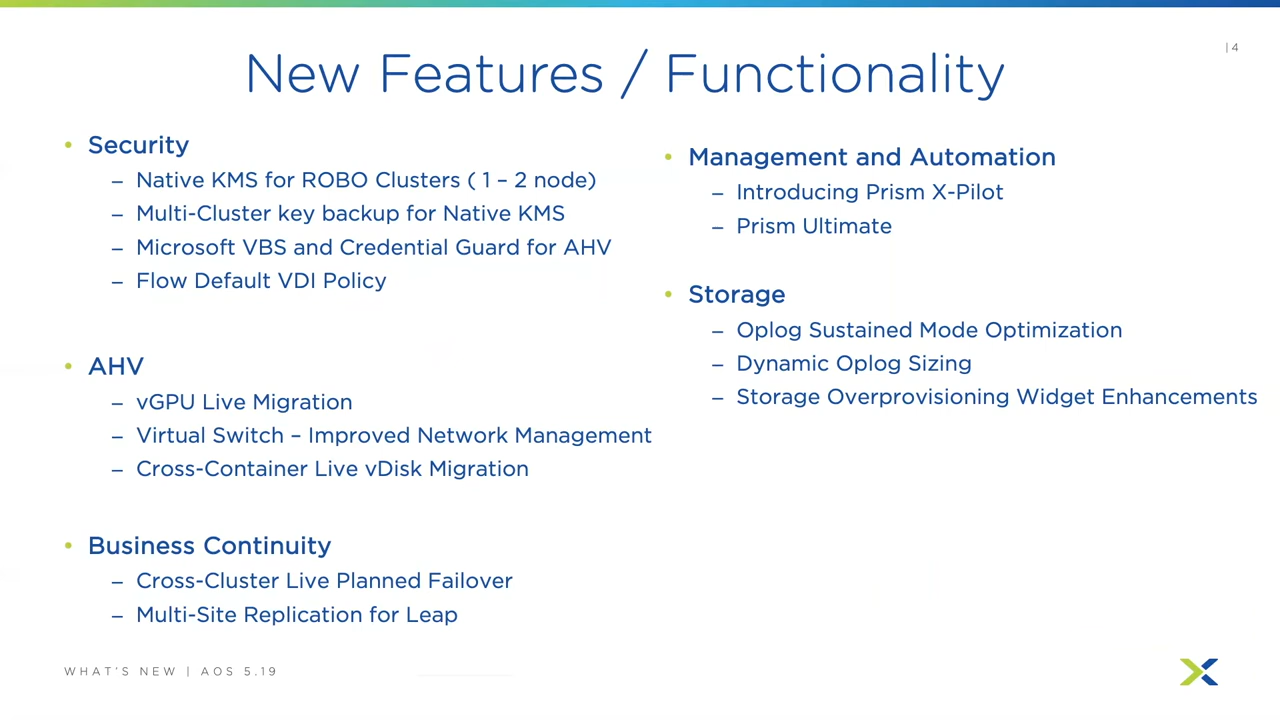 | 4
New Features / Functionality
• Security
– Native KMS for ROBO Clusters ( 1 – 2 node)
– Multi-Cluster key backup for Native KMS
– Microsoft VBS and Credential Guard for AHV
– Flow Default VDI Policy
• AHV
– vGPU Live Migration
– Virtual Switch – Improved Network Management
– Cross-Container Live vDisk Migration
• Business Continuity
– Cross-Cluster Live Planned Failover
– Multi-Site Replication for Leap
• Management and Automation
– Introducing Prism X-Pilot
– Prism Ultimate
• Storage
– Oplog Sustained Mode Optimization
– Dynamic Oplog Sizing
– Storage Overprovisioning Widget Enhancements
WHAT'S NEW | AOS 5.19